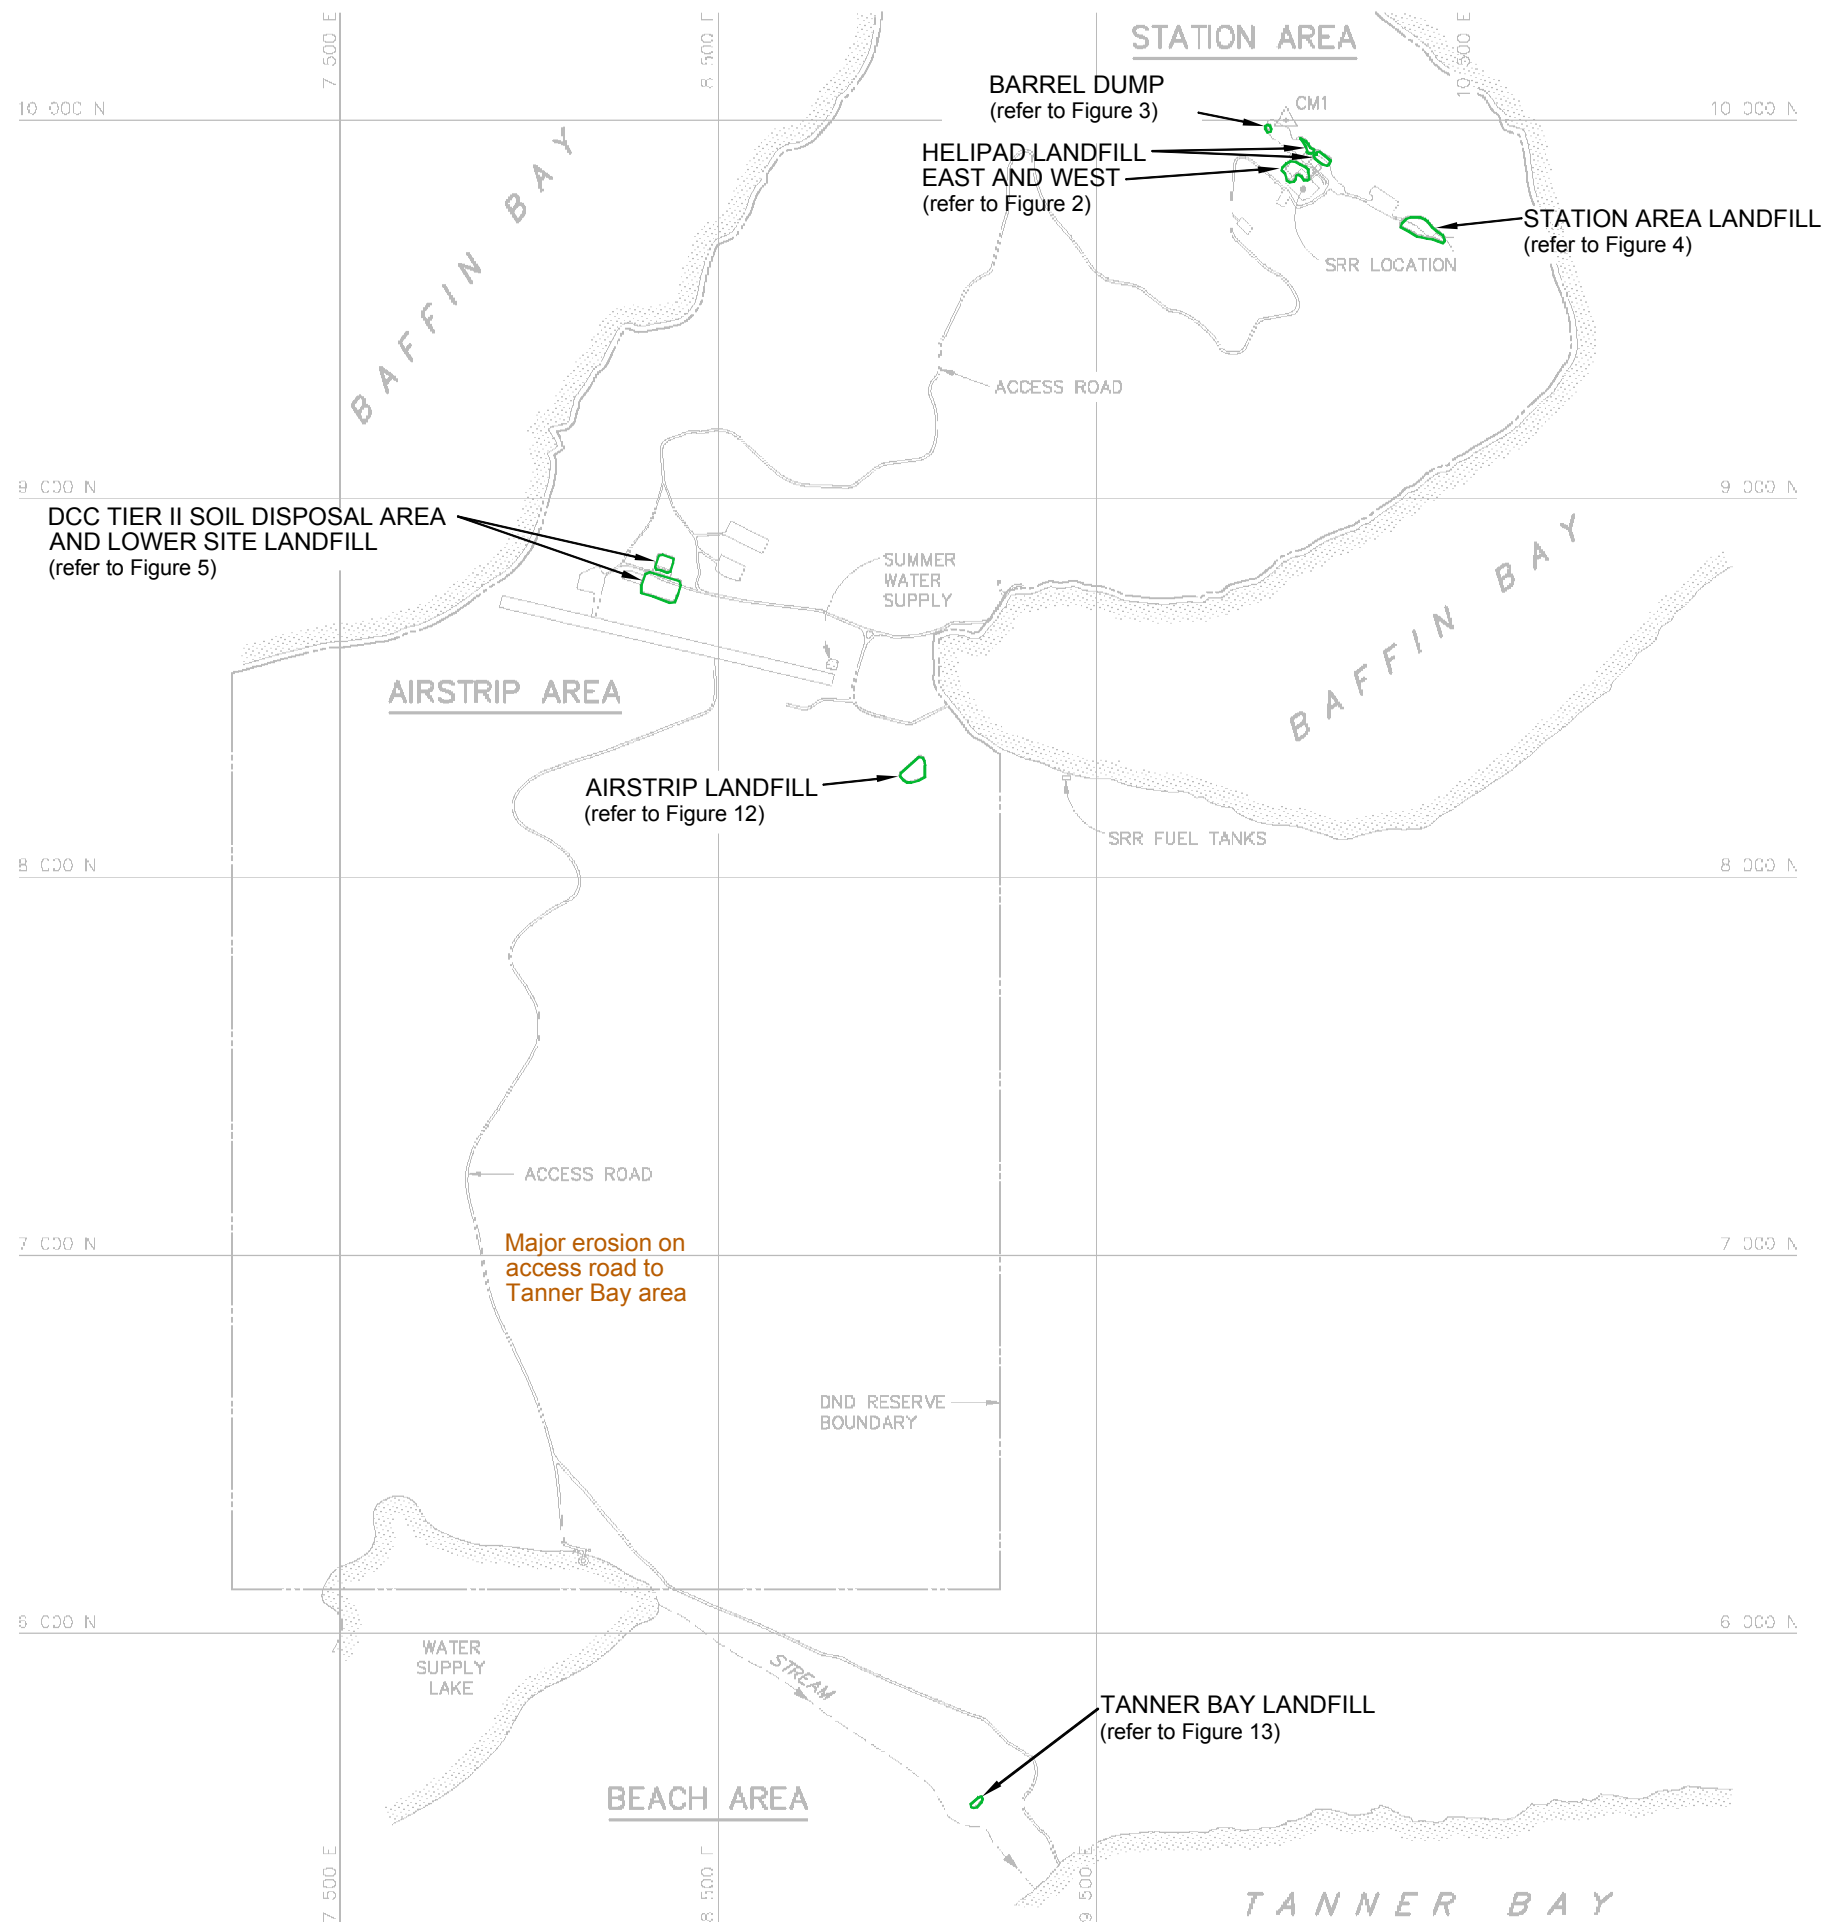 7 500 E
8 500 E
STATION AREA
10 500 E
BARREL DUMP
(refer to Figure 3)
CM1
10 000 N
10 000 N
HELIPAD LANDFILL
EAST AND WEST
(refer to Figure 2)
STATION AREA LANDFILL
(refer to Figure 4)
SRR LOCATION
BAFFIN BAY
ACCESS ROAD
9 000 N
9 000 N
DCC TIER II SOIL DISPOSAL AREA
AND LOWER SITE LANDFILL
(refer to Figure 5)
SUMMER
WATER
SUPPLY
BAFFIN BAY
AIRSTRIP AREA
AIRSTRIP LANDFILL
(refer to Figure 12)
SRR FUEL TANKS
8 000 N
8 000 N
ACCESS ROAD
Major erosion on
access road to
Tanner Bay area
7 000 N
7 000 N
DND RESERVE
BOUNDARY
6 000 N
6 000 N
WATER
SUPPLY
LAKE
STREAM
TANNER BAY LANDFILL
(refer to Figure 13)
BEACH AREA
7 500 E
8 500 E
9 500 E
TANNER BAY